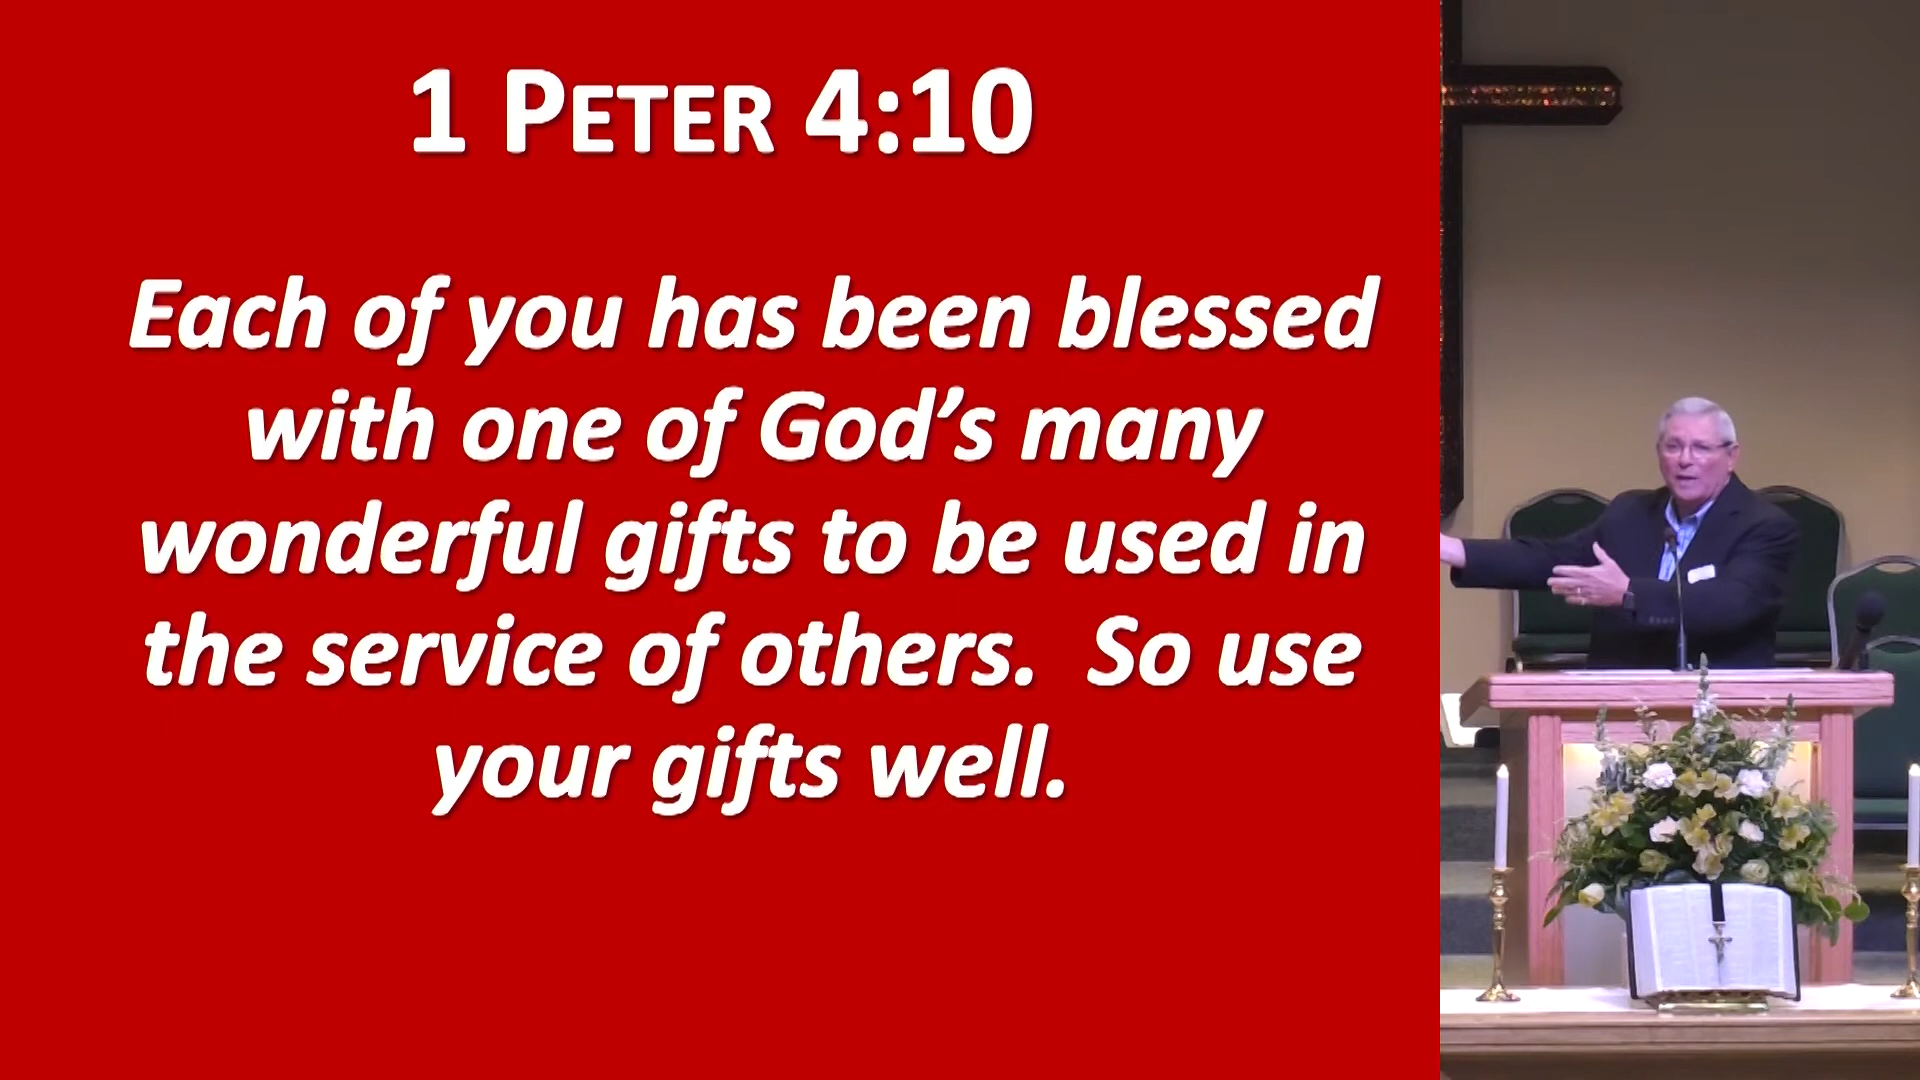 1 PETER 4:10
Each of you has been blessed
with one of God’s many
wonderful gifts to be used in
the service of others.  So use
your gifts well.